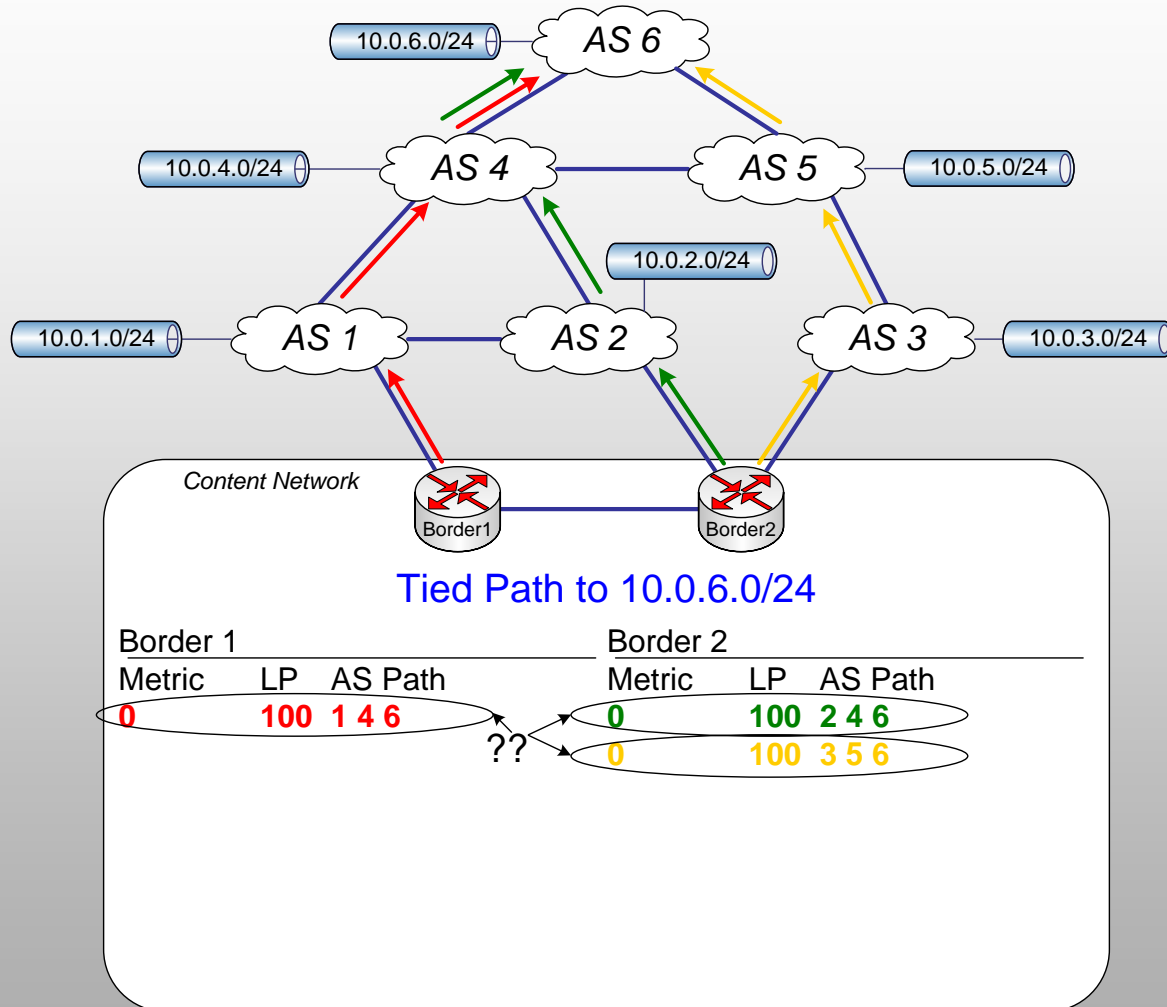 10.0.6.0/24
AS 6
10.0.4.0/24
AS 4
AS 5
10.0.5.0/24
10.0.2.0/24
10.0.1.0/24
AS 1
AS 2
AS 3
10.0.3.0/24
Content Network
Border1
Border2
Tied Path to 10.0.6.0/24
Border 1
Metric LP AS Path
0 100 1 4 6
??
Border 2
Metric LP AS Path
0 100 2 4 6
0 100 3 5 6